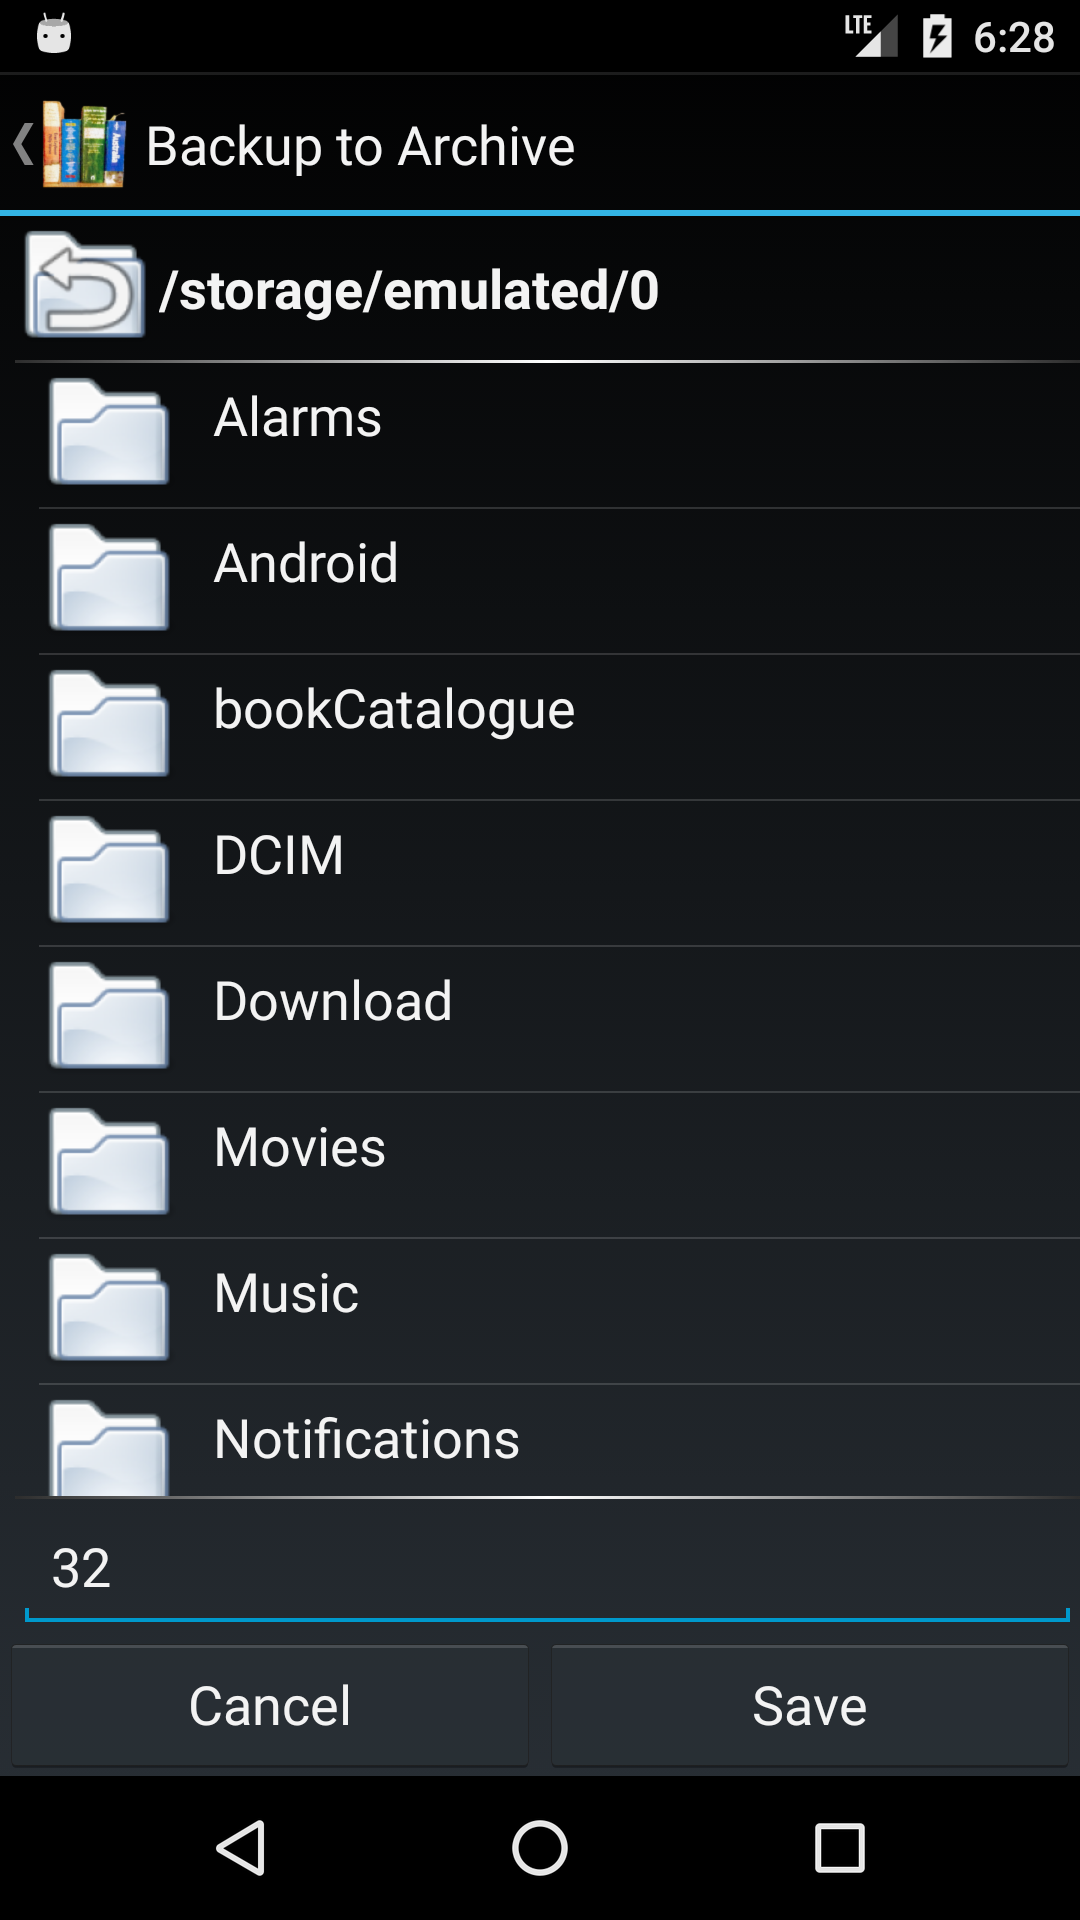 LTE 6:28
Backup to Archive
/storage/emulated/0
Alarms
Android
bookCatalogue
DCIM
Download
Movies
Music
Notifications
32
Cancel Save